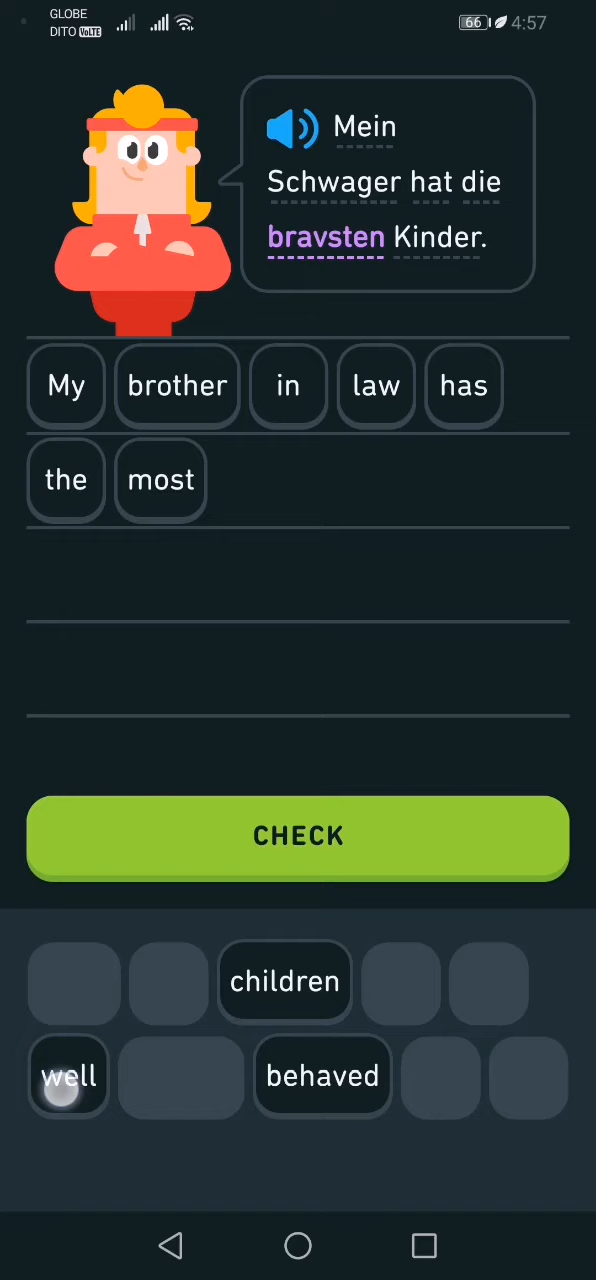 GLOBE
DITO VoLTE 66 4:57
Mein
Schwager hat die
bravsten Kinder.
My brother in law has
the most
CHECK
children
well behaved